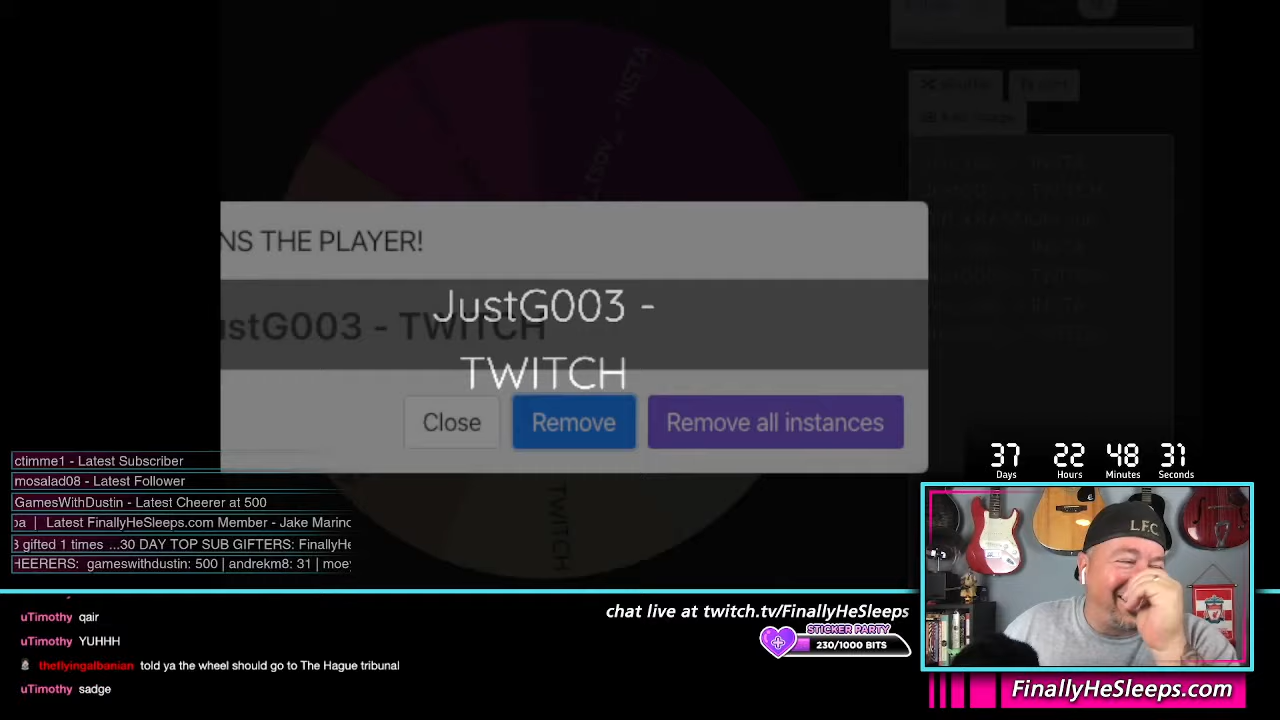 NS THE PLAYER!
ustG003 - TWITCH
JustG003 -
TWITCH
Close
Remove
Remove all instances
TWITCH
ctimme1 - Latest Subscriber
mosalad08 - Latest Follower
GamesWithDustin - Latest Cheerer at 500
| Latest FinallyHeSleeps.com Member - Jake Marino
gifted 1 times ...30 DAY TOP SUB GIFTERS: FinallyHe
HEERERS: gameswithdustin: 500 | andrekm8: 31 | moe
37 22 48 31
Days Hours Minutes Seconds
L.F.C
uTimothy qair
uTimothy YUHHH
theflyingalbanian told ya the wheel should go to The Hague tribunal
uTimothy sadge
chat live at twitch.tv/FinallyHeSleeps
STICKER PARTY
230/1000 BITS
FinallyHeSleeps.com